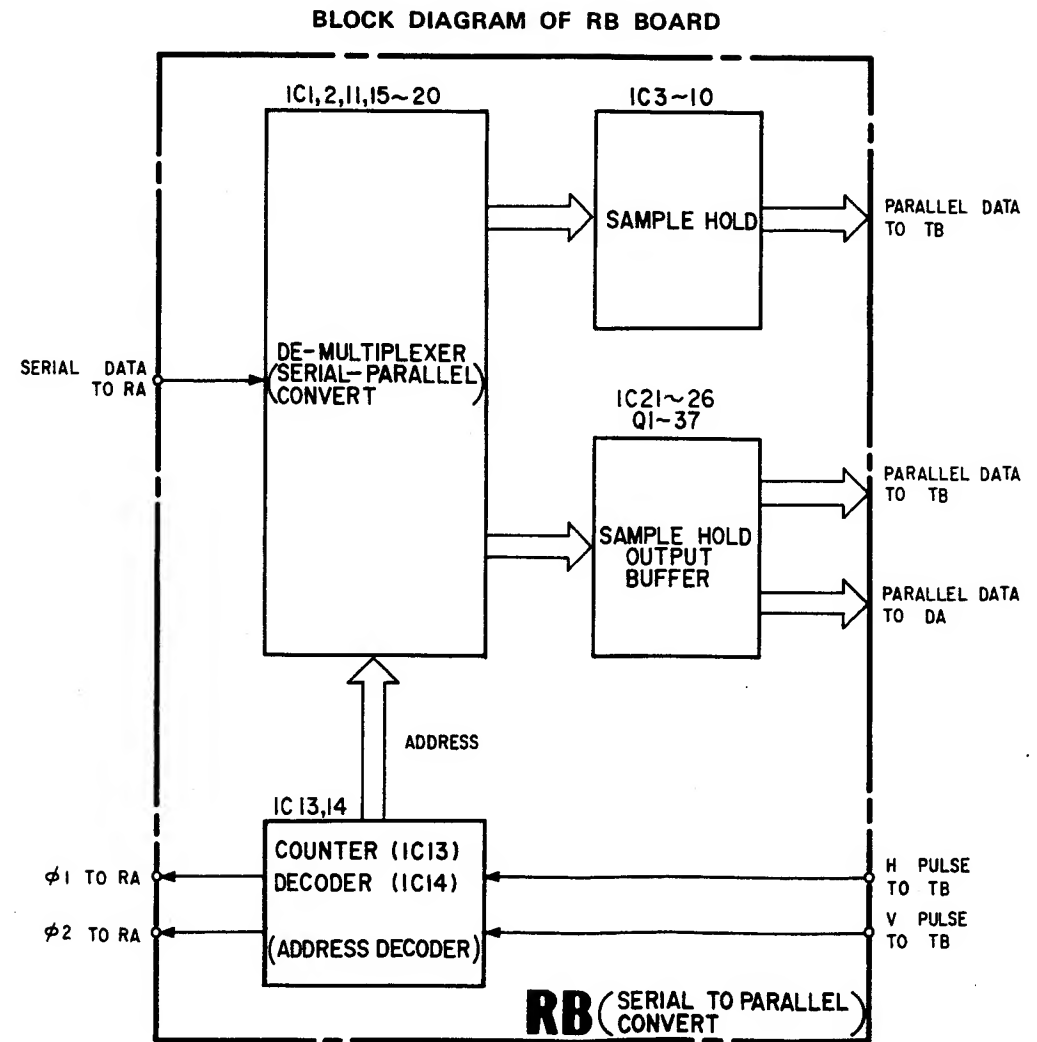 BLOCK DIAGRAM OF RB BOARD
IC1,2,11,15~20
IC3~10
SAMPLE HOLD
PARALLEL DATA
TO TB
SERIAL DATA
TO RA
DE-MULTIPLEXER
(SERIAL-PARALLEL)
CONVERT
IC21~26
Q1~37
SAMPLE HOLD
OUTPUT
BUFFER
PARALLEL DATA
TO TB
PARALLEL DATA
TO DA
ADDRESS
IC13,14
COUNTER (IC13)
DECODER (IC14)
(ADDRESS DECODER)
φ1 TO RA
φ2 TO RA
H PULSE
TO TB
V PULSE
TO TB
RB (SERIAL TO PARALLEL
CONVERT)